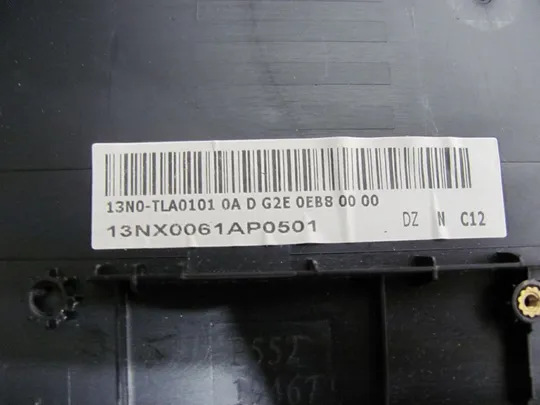 13N0-TLA0101 0A D G2E 0EB8 00 00
13NX0061AP0501 DZ N C12